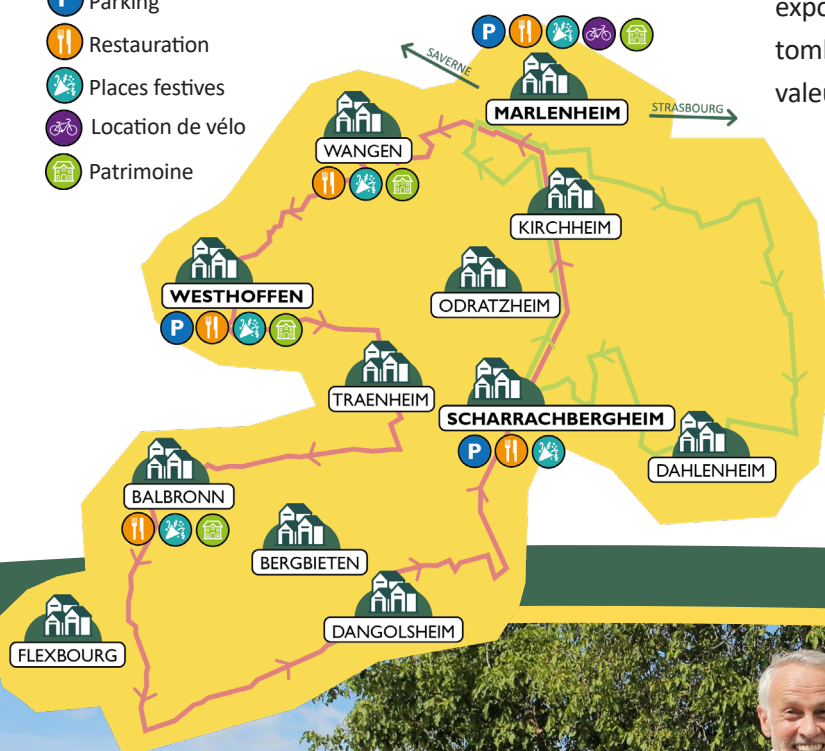 Parking
Restauration
Places festives
Location de vélo
Patrimoine
SAVERNE
P
MARLENHEIM
STRASBOURG
WANGEN
KIRCHHEIM
WESTHOFFEN
P
ODRATZHEIM
TRAENHEIM
SCHARRACHBERGHEIM
P
DAHLENHEIM
BALBRONN
BERGBIETEN
DANGOLSHEIM
FLEXBOURG